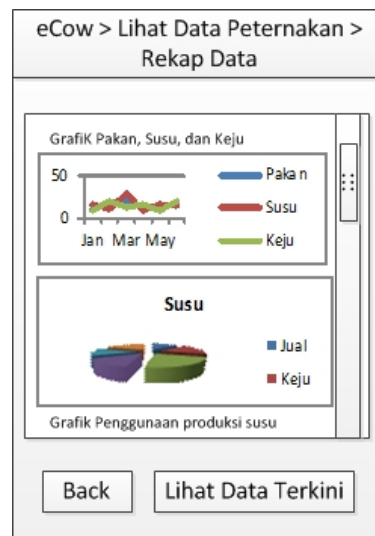 eCow > Lihat Data Peternakan >
Rekap Data
GrafiK Pakan, Susu, dan Keju
50
0
Jan Mar May
Pakan
Susu
Keju
Susu
Jual
Keju
Grafik Penggunaan produksi susu
Back
Lihat Data Terkini